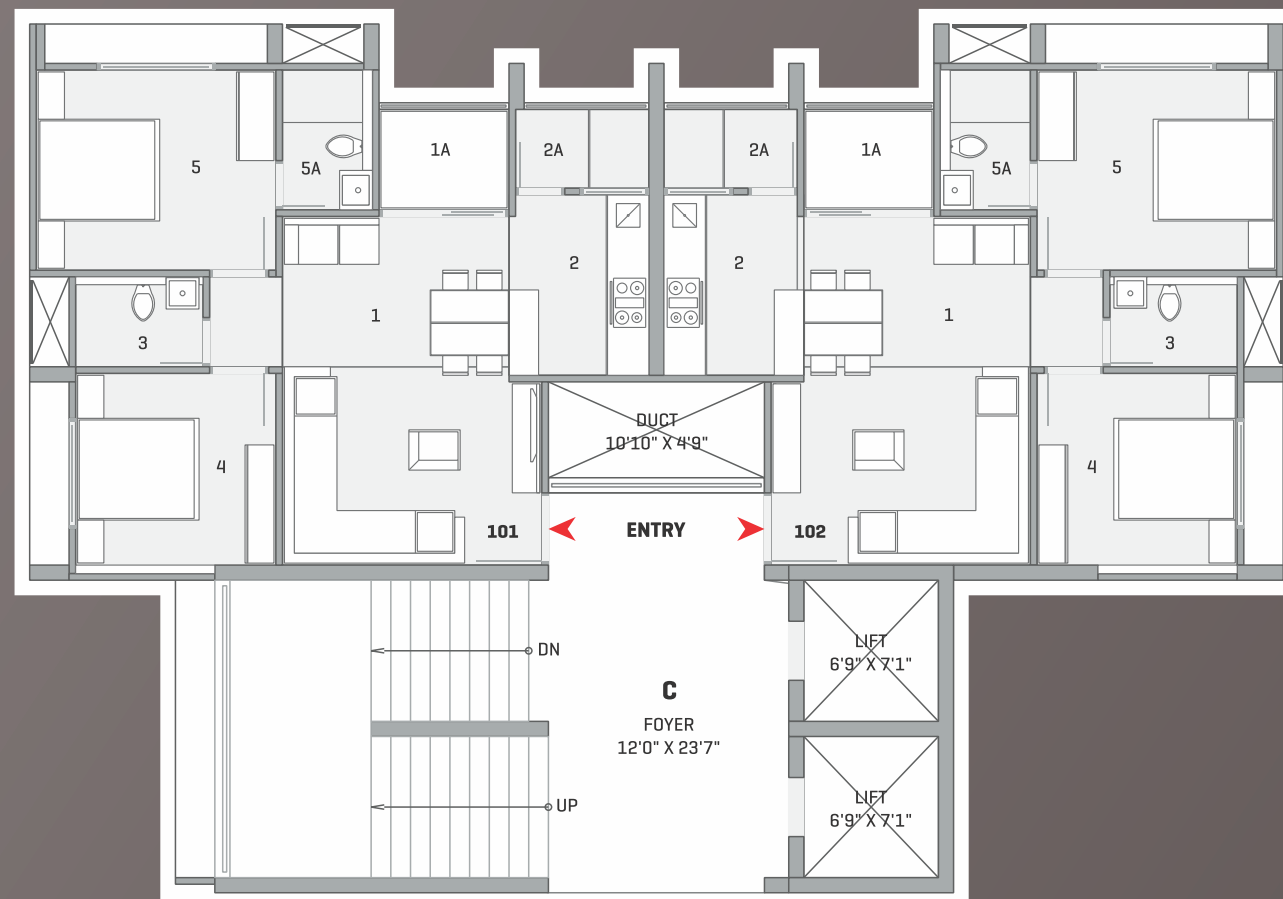 1A 2A 2A 1A
5 5A 5A 5
2 2
1 1
3 3
DUCT
10'10" X 4'9"
4 4
101 ENTRY 102
DN
LIFT
6'9" X 7'1"
C
FOYER
12'0" X 23'7"
UP
LIFT
6'9" X 7'1"